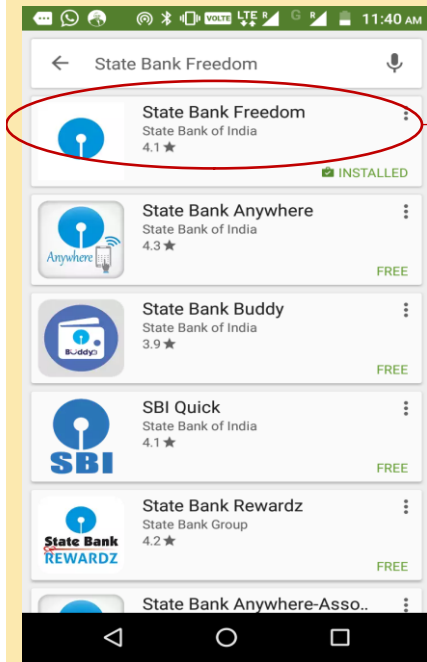 VOLTE LTE R G R 11:40 AM
State Bank Freedom
State Bank Freedom
State Bank of India
4.1 ★
INSTALLED
State Bank Anywhere
State Bank of India
4.3 ★
Anywhere
FREE
State Bank Buddy
State Bank of India
3.9 ★
Buddy
FREE
SBI Quick
State Bank of India
4.1 ★
SBI
FREE
State Bank Rewardz
State Bank Group
4.2 ★
State Bank
REWARDZ
FREE
State Bank Anywhere-Asso..